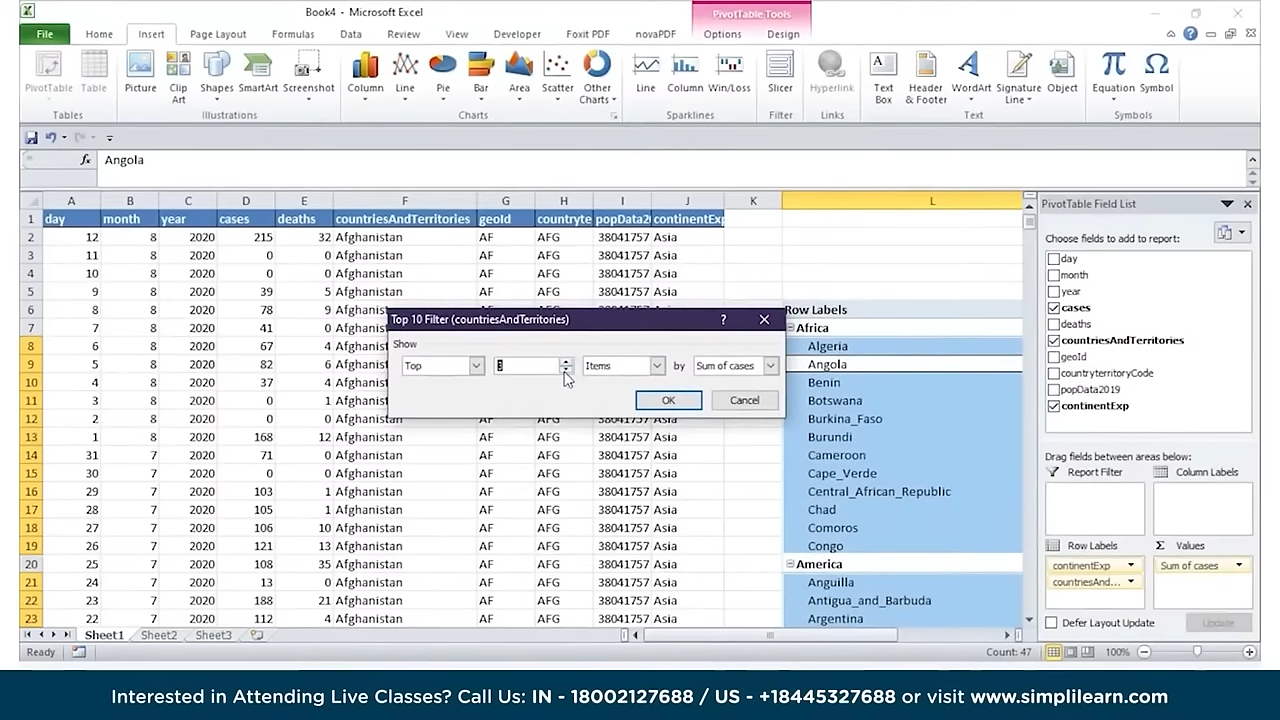 Book4 - Microsoft Excel
PivotTable Tools
File Home Insert Page Layout Formulas Data Review View Developer Foxit PDF novaPDF Options Design
PivotTable Table Picture Clip Art Shapes SmartArt Screenshot Column Line Pie Bar Area Scatter Other Charts Line Column Win/Loss Slicer Hyperlink Text Box Header & Footer WordArt Signature Line Object Equation Symbol
Tables Illustrations Charts Sparklines Filter Links Text Symbols
fx Angola
A B C D E F G H I J K L
1 day month year cases deaths countriesAndTerritories geoId countryte popData2 continentExp
2 12 8 2020 215 32 Afghanistan AF AFG 38041757 Asia
3 11 8 2020 0 0 Afghanistan AF AFG 38041757 Asia
4 10 8 2020 0 0 Afghanistan AF AFG 38041757 Asia
5 9 8 2020 39 5 Afghanistan AF AFG 38041757 Asia
6 8 8 2020 78 9 Afghanistan AF AFG 38041757 Asia Row Labels
7 7 8 2020 41 0 Africa
8 6 8 2020 67 4 Algeria
9 5 8 2020 82 6 Angola
10 4 8 2020 37 4 Benin
11 3 8 2020 0 1 Botswana
12 2 8 2020 0 0 Afghanistan AF AFG 38041757 Asia Burkina_Faso
13 1 8 2020 168 12 Afghanistan AF AFG 38041757 Asia Burundi
14 31 7 2020 71 0 Afghanistan AF AFG 38041757 Asia Cameroon
15 30 7 2020 0 0 Afghanistan AF AFG 38041757 Asia Cape_Verde
16 29 7 2020 103 1 Afghanistan AF AFG 38041757 Asia Central_African_Republic
17 28 7 2020 105 1 Afghanistan AF AFG 38041757 Asia Chad
18 27 7 2020 106 10 Afghanistan AF AFG 38041757 Asia Comoros
19 26 7 2020 121 13 Afghanistan AF AFG 38041757 Asia Congo
20 25 7 2020 108 35 Afghanistan AF AFG 38041757 Asia America
21 24 7 2020 13 0 Afghanistan AF AFG 38041757 Asia Anguilla
22 23 7 2020 188 21 Afghanistan AF AFG 38041757 Asia Antigua_and_Barbuda
23 22 7 2020 112 4 Afghanistan AF AFG 38041757 Asia Argentina
Top 10 Filter (countriesAndTerritories)
Show
Top Items by Sum of cases
OK Cancel
PivotTable Field List
Choose fields to add to report:
day
month
year
cases
deaths
countriesAndTerritories
geoId
countryterritoryCode
popData2019
continentExp
Drag fields between areas below:
Report Filter Column Labels
Row Labels Σ Values
continentExp Sum of cases
countriesAnd...
Defer Layout Update Update
Sheet1 Sheet2 Sheet3
Ready Count: 47 100%
Interested in Attending Live Classes? Call Us: IN - 18002127688 / US - +18445327688 or visit www.simplilearn.com